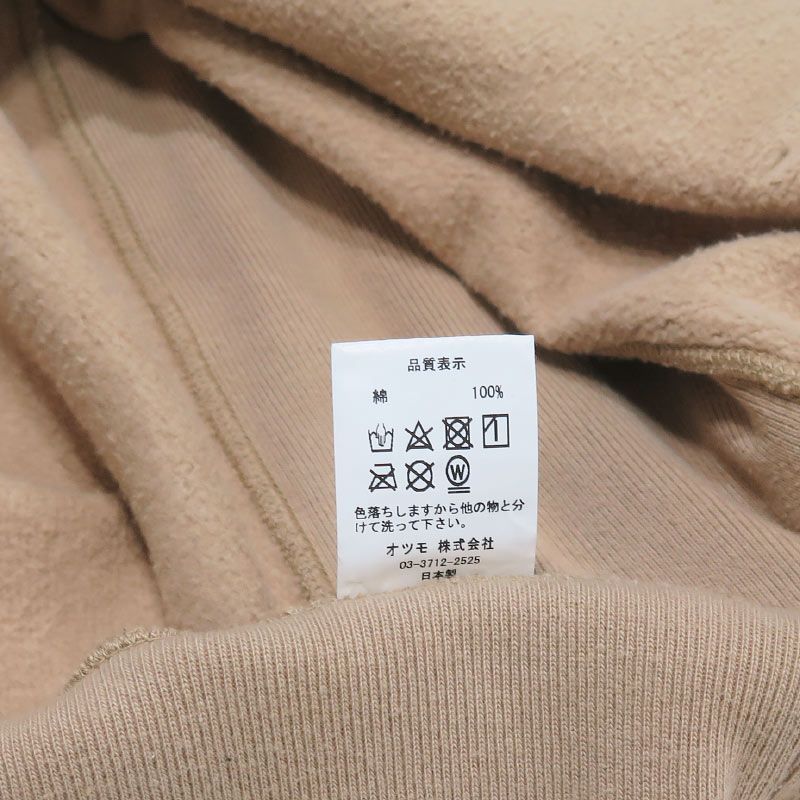 品質表示
綿 100%
W
色落ちしますから他の物と分
けて洗って下さい。
オツモ 株式会社
03-3712-2525
日本製